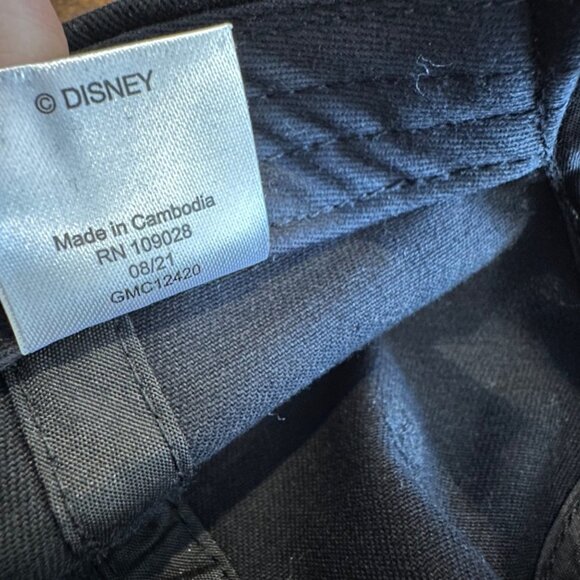 © DISNEY
Made in Cambodia
RN 109028
08/21
GMC12420